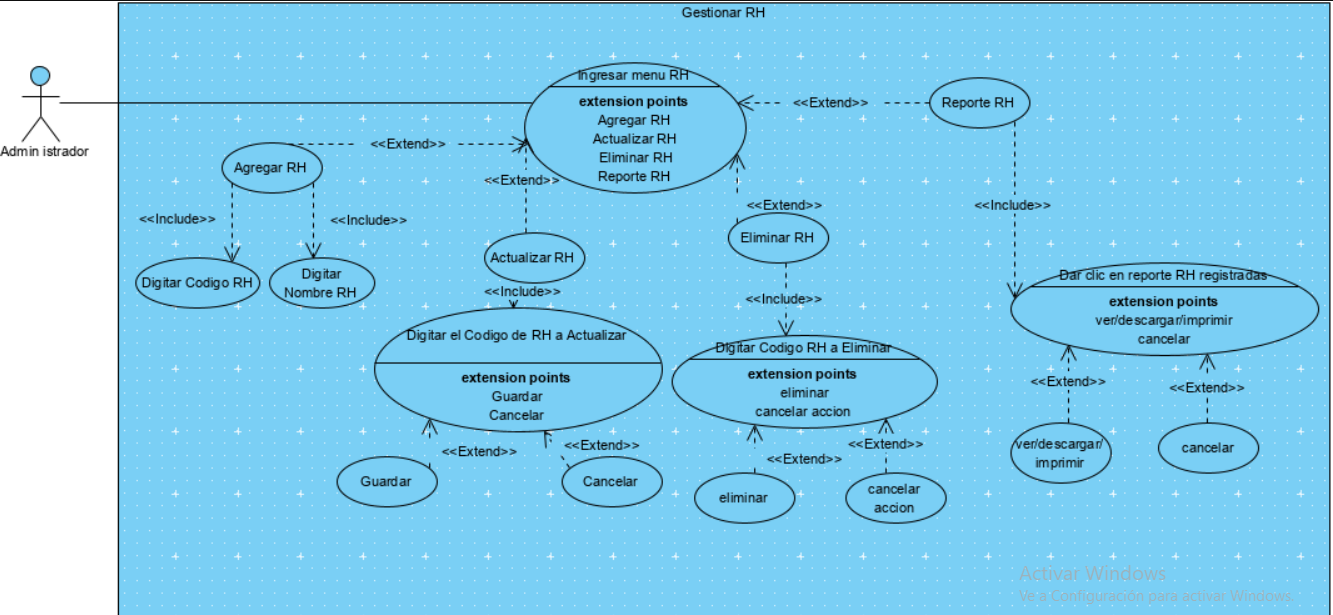 Gestionar RH
Ingresar menu RH
extension points
Agregar RH
Actualizar RH
Eliminar RH
Reporte RH
<<Extend>>
Reporte RH
Admin istrador
<<Extend>>
Agregar RH
<<Extend>>
<<Include>>
<<Include>>
<<Extend>>
<<Include>>
Eliminar RH
Actualizar RH
Digitar Codigo RH
Digitar
Nombre RH
<<Include>>
<<Include>>
Dar clic en reporte RH registradas
extension points
ver/descargar/imprimir
cancelar
Digitar el Codigo de RH a Actualizar
extension points
Guardar
Cancelar
Digitar Codigo RH a Eliminar
extension points
eliminar
cancelar accion
<<Extend>>
<<Extend>>
<<Extend>>
<<Extend>>
<<Extend>>
<<Extend>>
Guardar
Cancelar
eliminar
cancelar
accion
ver/descargar/
imprimir
cancelar
Activar Windows
Ve a Configuración para activar Windows.